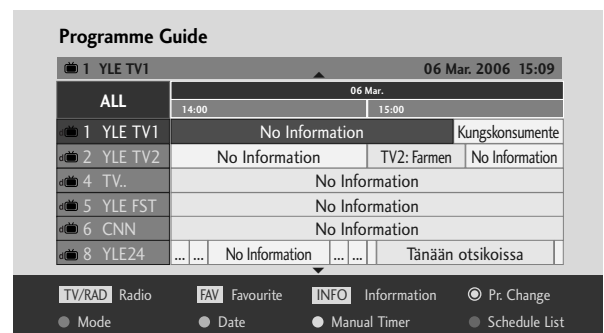 Programme Guide
1 YLE TV1 06 Mar. 2006 15:09
ALL 06 Mar.
14:00 15:00
1 YLE TV1 No Information Kungskonsumente
2 YLE TV2 No Information TV2: Farmen No Information
4 TV.. No Information
5 YLE FST No Information
6 CNN No Information
8 YLE24 ... ... No Information ... ... Tänään otsikoissa
TV/RAD Radio FAV Favourite INFO Inforrmation Pr. Change
Mode Date Manual Timer Schedule List